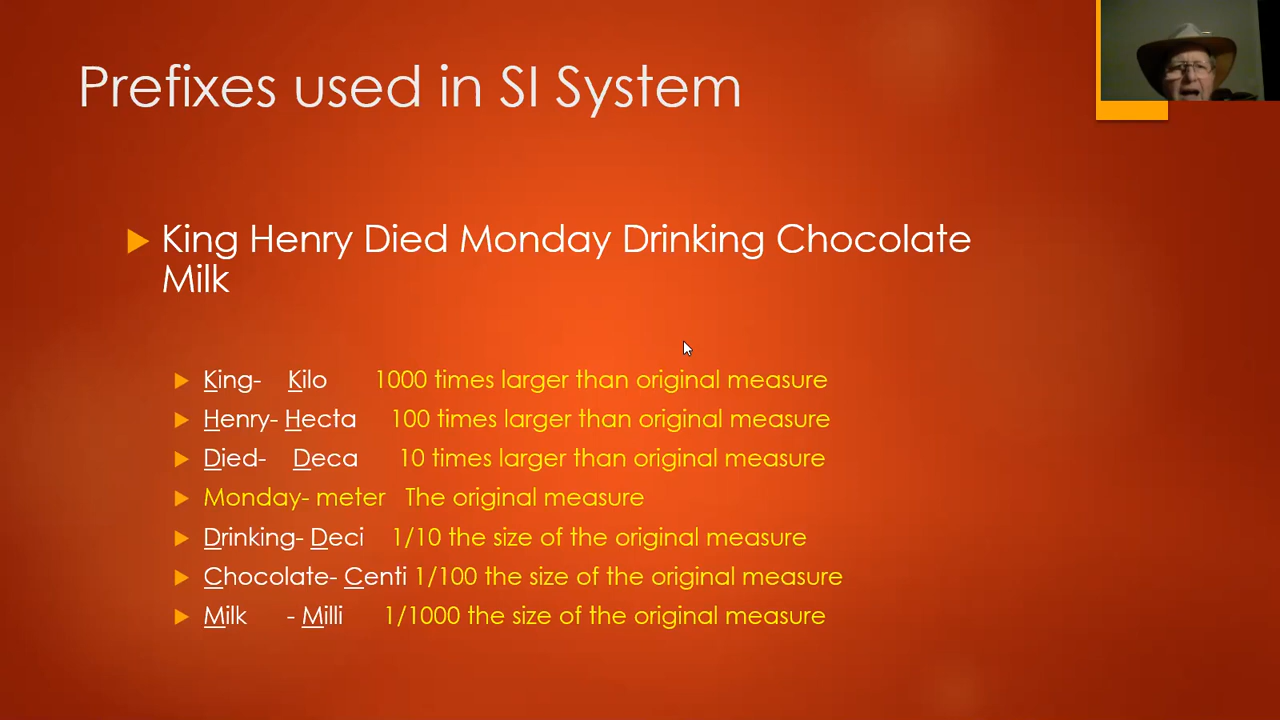 Prefixes used in SI System
King Henry Died Monday Drinking Chocolate
Milk
King- Kilo 1000 times larger than original measure
Henry- Hecta 100 times larger than original measure
Died- Deca 10 times larger than original measure
Monday- meter The original measure
Drinking- Deci 1/10 the size of the original measure
Chocolate- Centi 1/100 the size of the original measure
Milk - Milli 1/1000 the size of the original measure